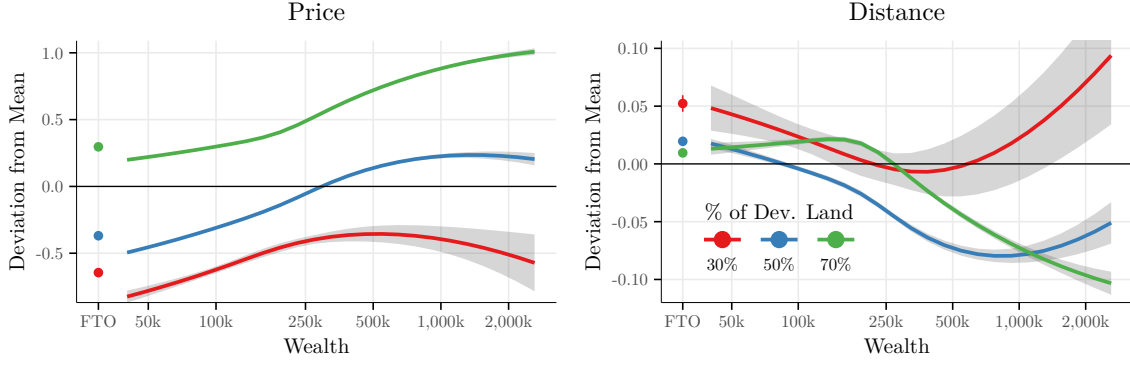 Price
Deviation from Mean
1.0
0.5
0.0
-0.5
FTO 50k 100k 250k 500k 1,000k 2,000k
Wealth
Distance
Deviation from Mean
0.10
0.05
0.00
-0.05
-0.10
% of Dev. Land
30% 50% 70%
FTO 50k 100k 250k 500k 1,000k 2,000k
Wealth